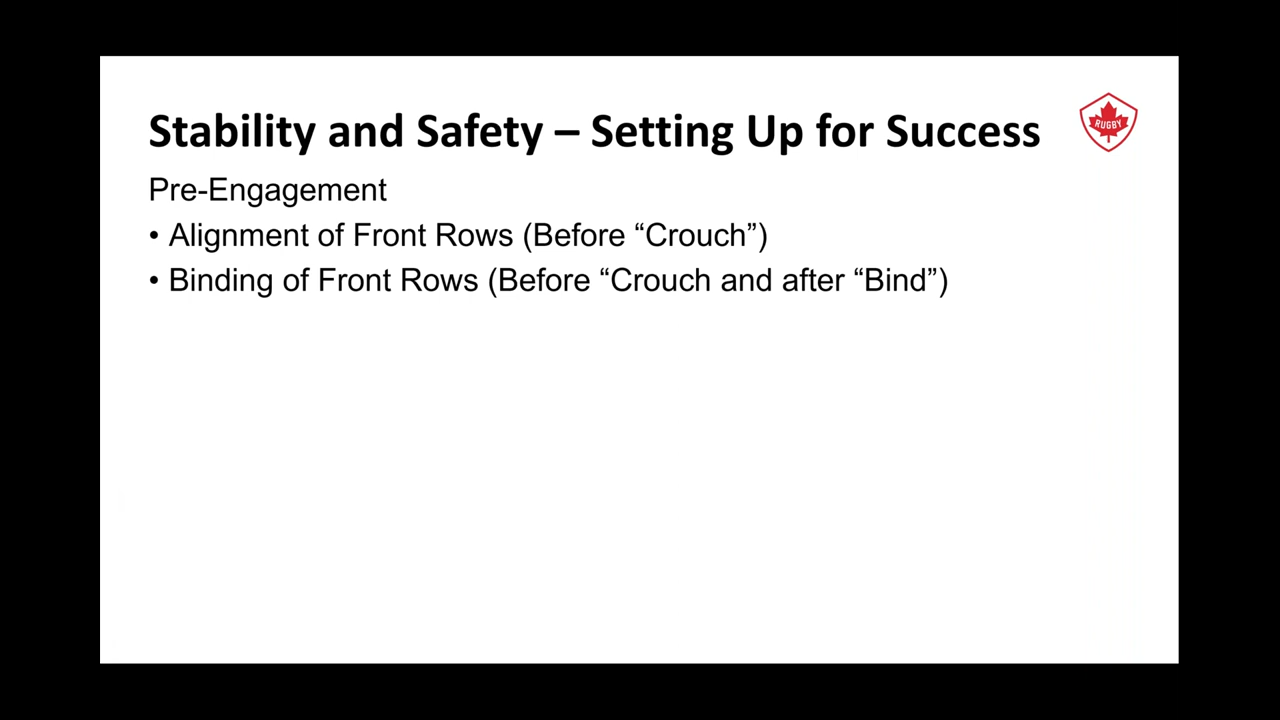 Stability and Safety – Setting Up for Success
RUGBY
Pre-Engagement
• Alignment of Front Rows (Before “Crouch”)
• Binding of Front Rows (Before “Crouch and after “Bind”)